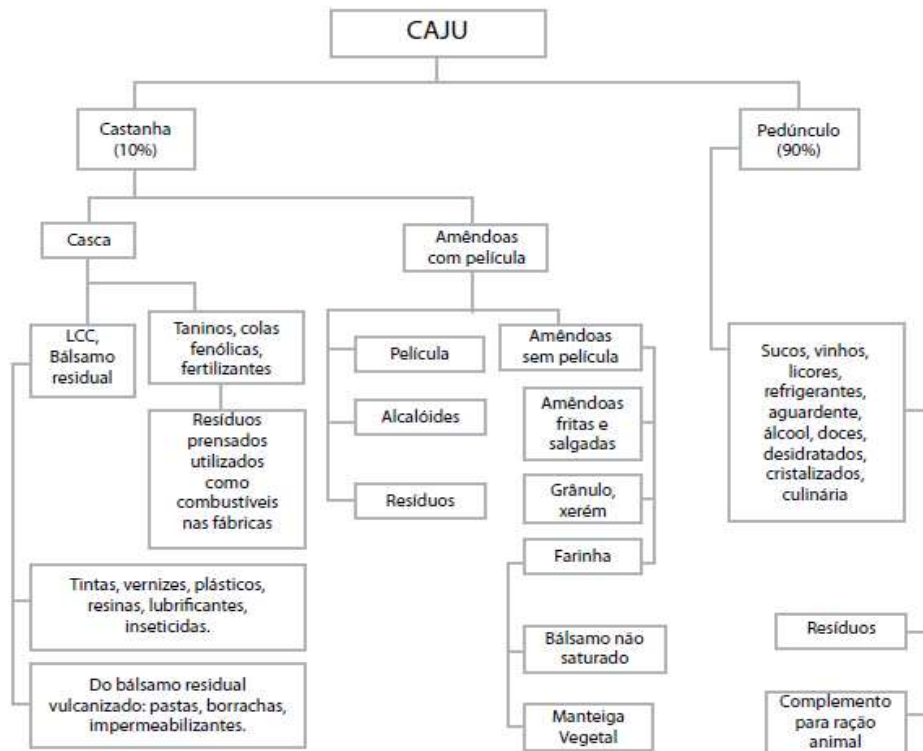 CAJU
Castanha
(10%)
Pedúnculo
(90%)
Casca
Amêndoas
com película
LCC,
Bálsamo
residual
Taninos, colas
fenólicas,
fertilizantes
Resíduos
prensados
utilizados
como
combustíveis
nas fábricas
Tintas, vernizes, plásticos,
resinas, lubrificantes,
inseticidas.
Do bálsamo residual
vulcanizado: pastas, borrachas,
impermeabilizantes.
Película
Alcalóides
Resíduos
Amêndoas
sem película
Amêndoas
fritas e
salgadas
Grânulo,
xerém
Farinha
Bálsamo não
saturado
Manteiga
Vegetal
Sucos, vinhos,
licores,
refrigerantes,
aguardente,
álcool, doces,
desidratados,
cristalizados,
culinária
Resíduos
Complemento
para ração
animal